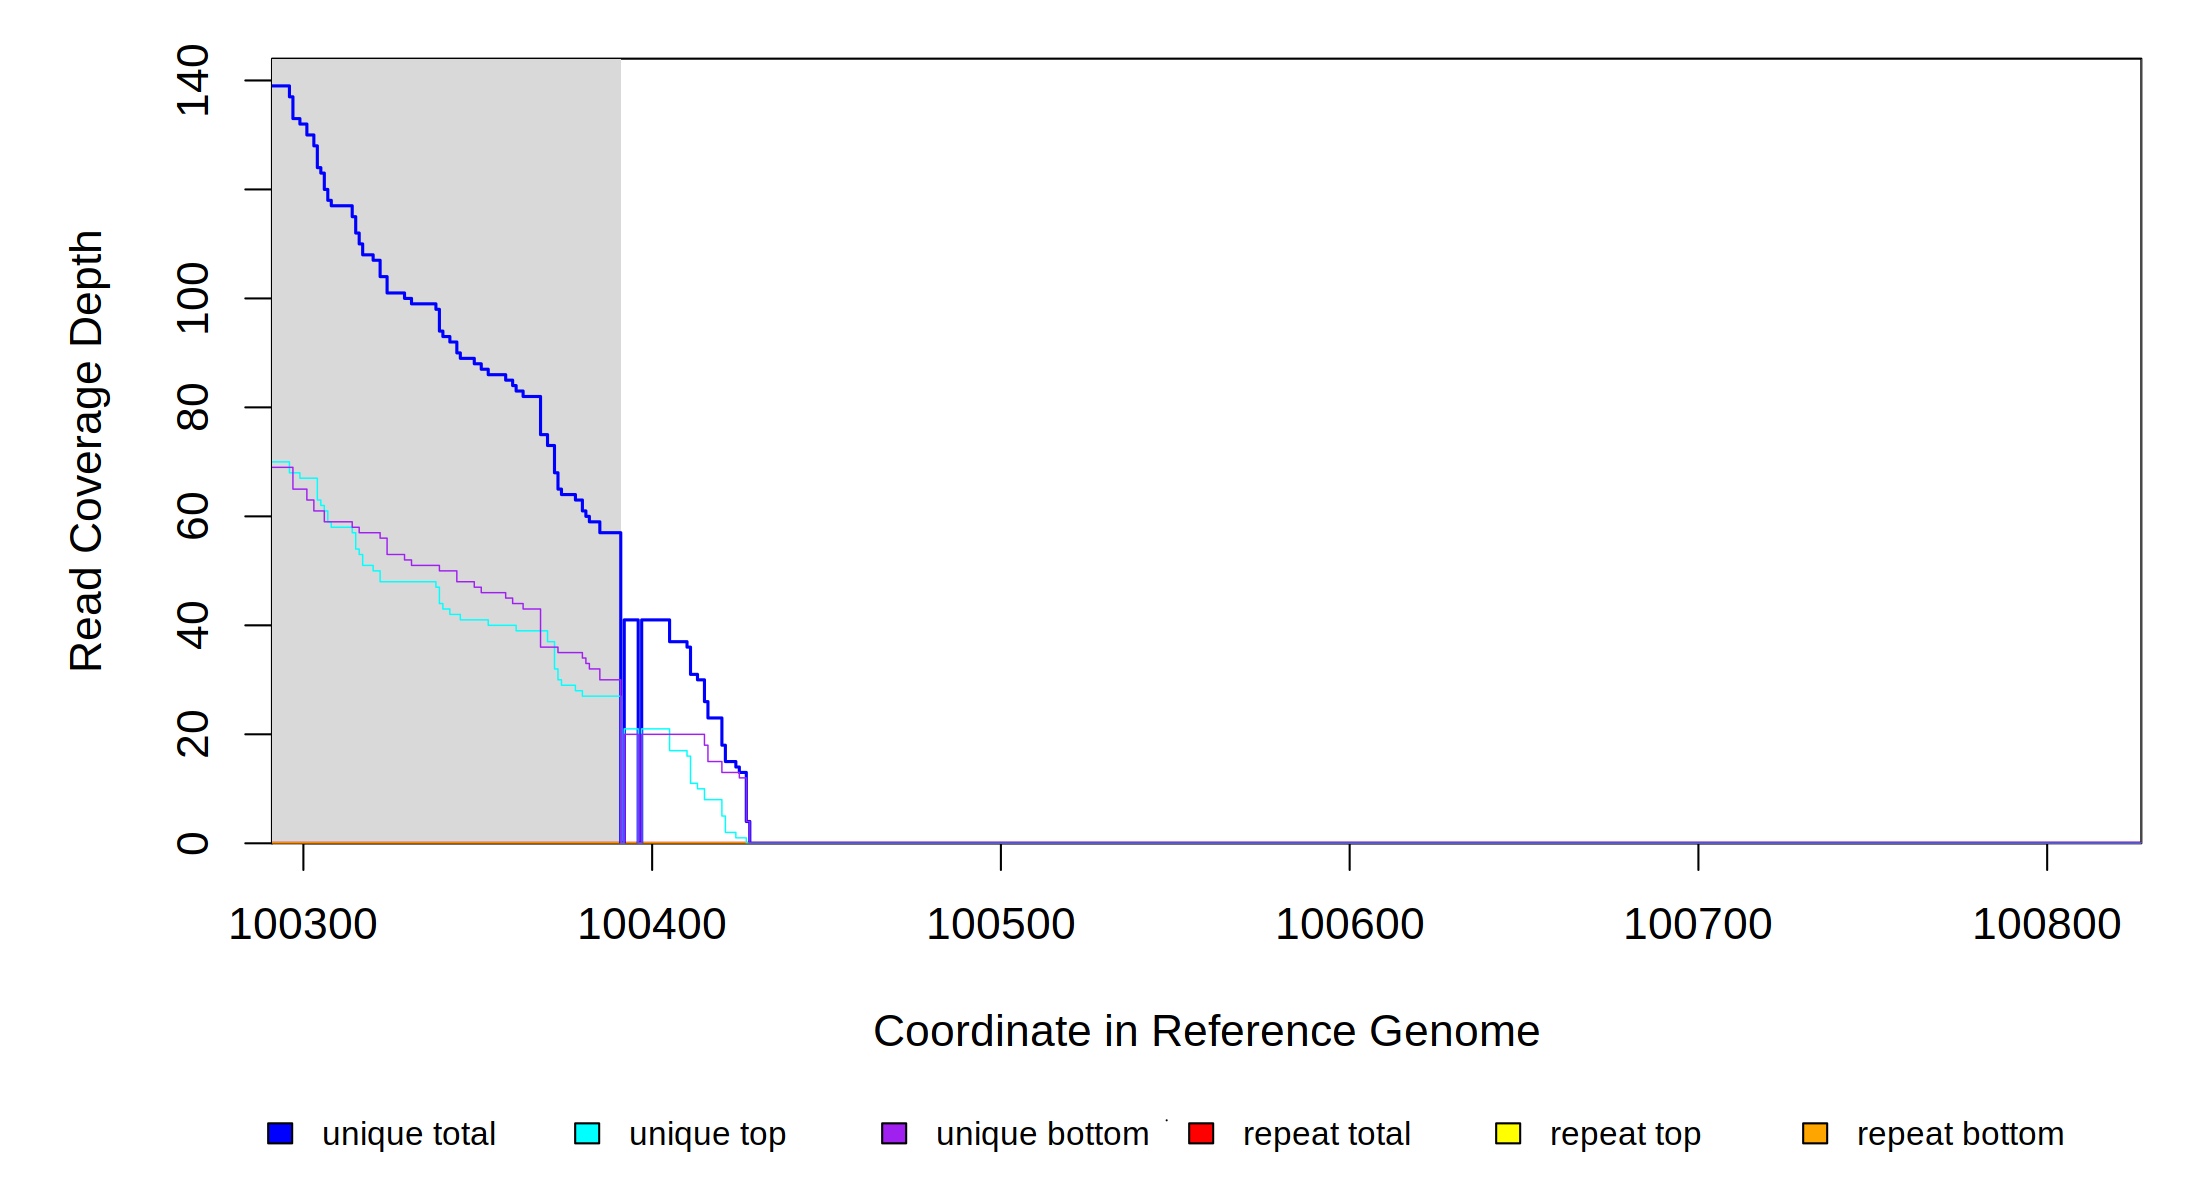 140
100
80
60
40
20
0
Read Coverage Depth
100300 100400 100500 100600 100700 100800
Coordinate in Reference Genome
unique total unique top unique bottom repeat total repeat top repeat bottom